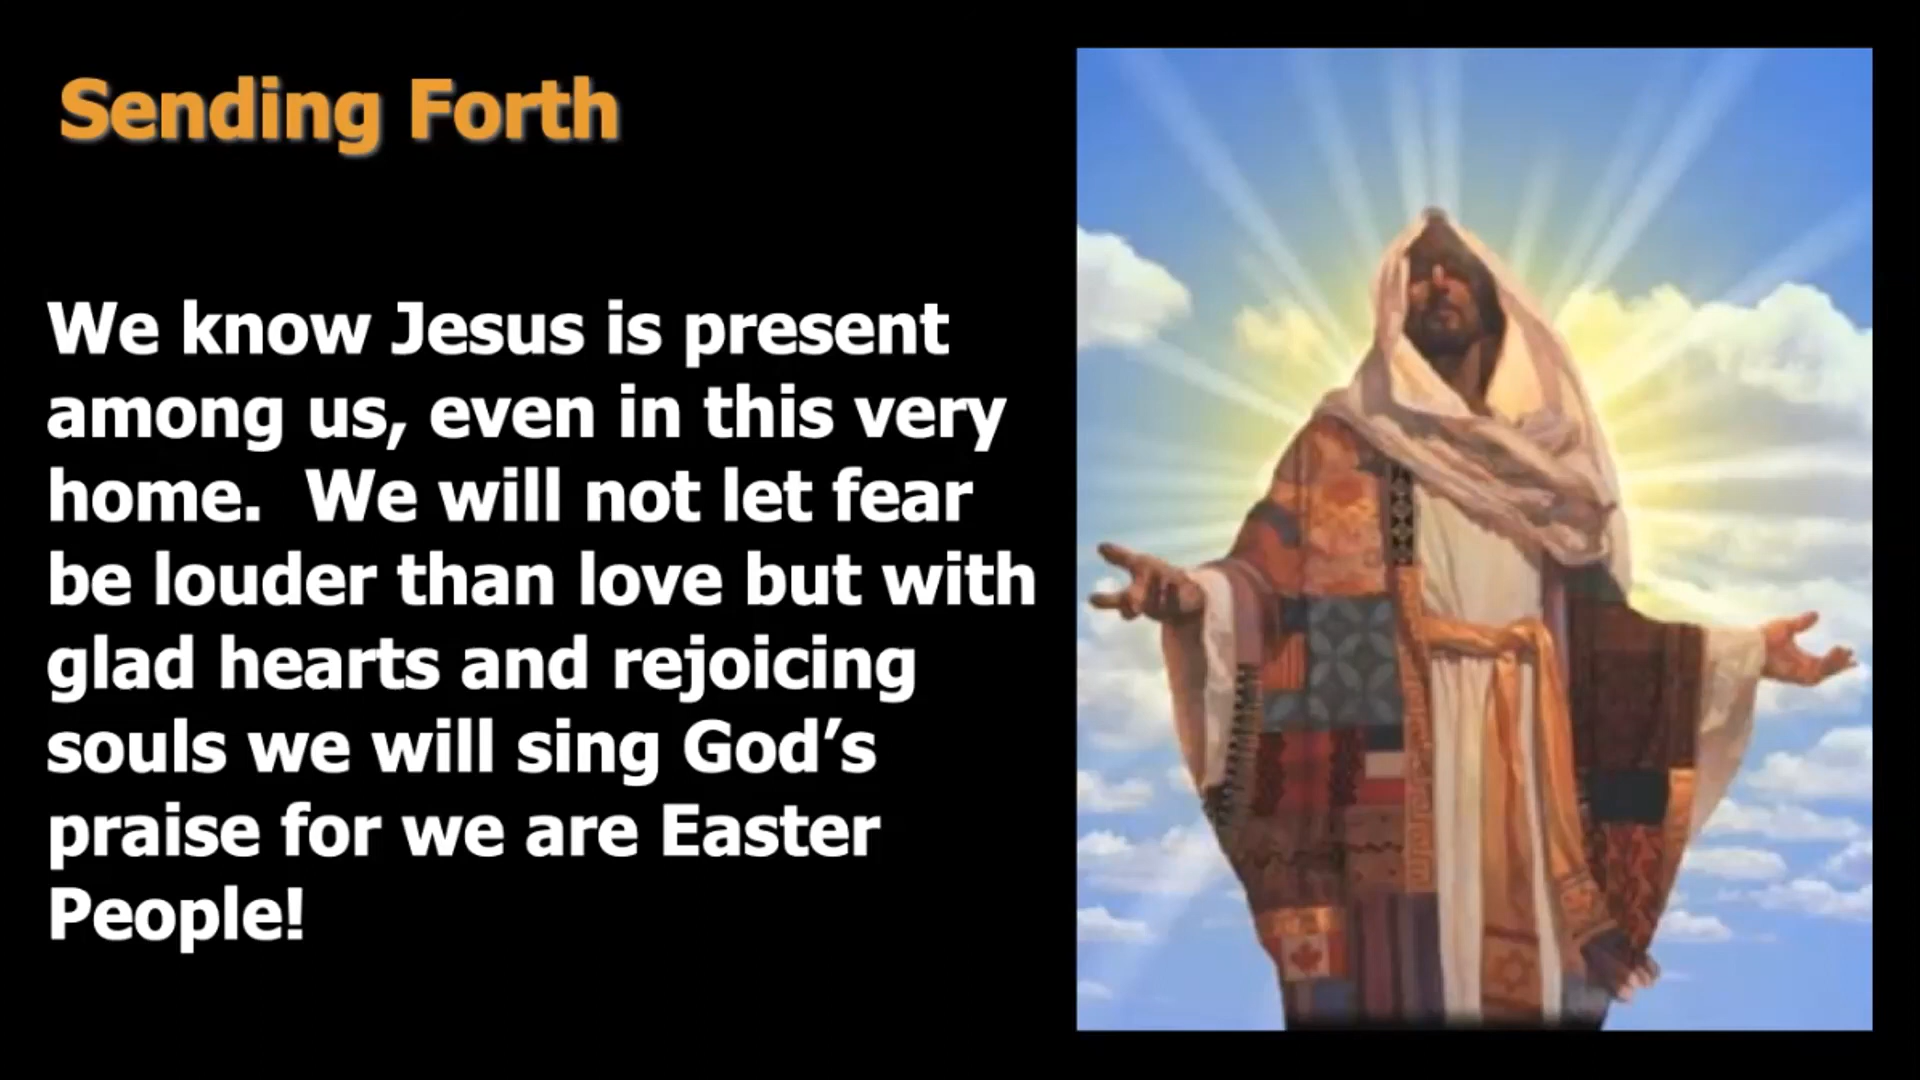 Sending Forth
We know Jesus is present
among us, even in this very
home.  We will not let fear
be louder than love but with
glad hearts and rejoicing
souls we will sing God’s
praise for we are Easter
People!